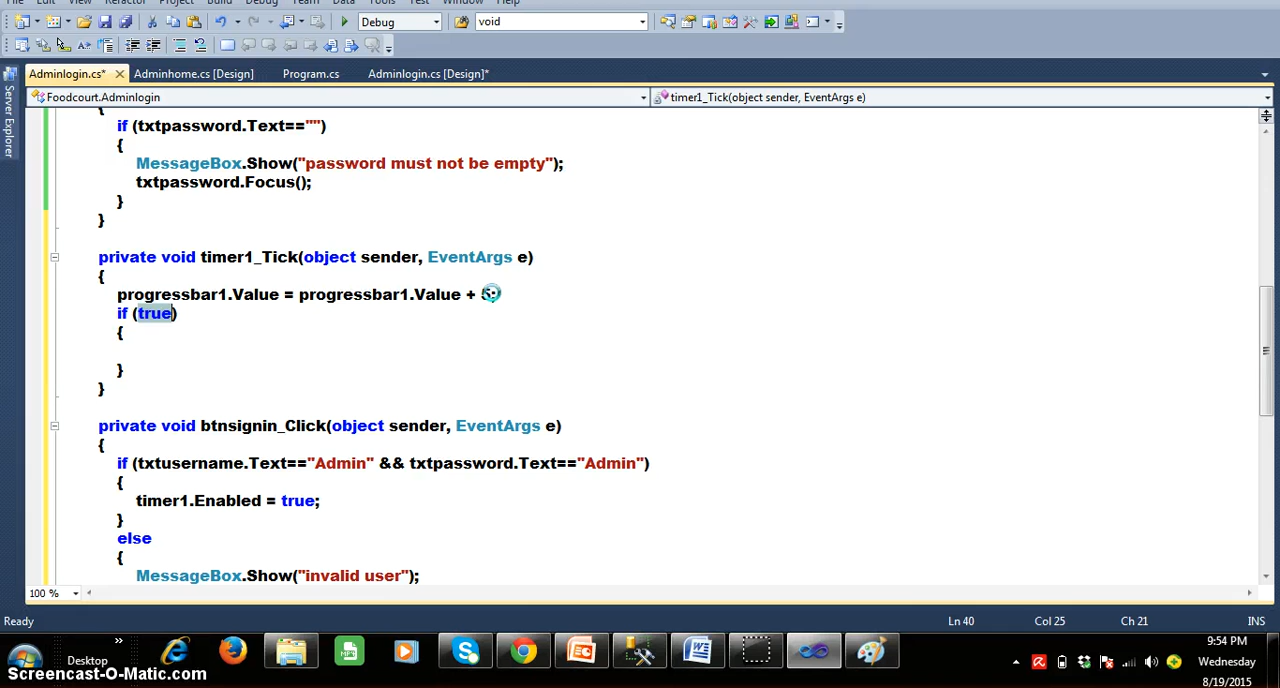 File Edit View Refactor Project Build Debug Team Data Tools Test Window Help
Debug void
Adminlogin.cs* Adminhome.cs [Design] Program.cs Adminlogin.cs [Design]*
Foodcourt.Adminlogin timer1_Tick(object sender, EventArgs e)
Server Explorer
{
if (txtpassword.Text=="")
{
MessageBox.Show("password must not be empty");
txtpassword.Focus();
}
}
private void timer1_Tick(object sender, EventArgs e)
{
progressbar1.Value = progressbar1.Value +
if (true)
{
}
}
private void btnsignin_Click(object sender, EventArgs e)
{
if (txtusername.Text=="Admin" && txtpassword.Text=="Admin")
{
timer1.Enabled = true;
}
else
{
MessageBox.Show("invalid user");
100 %
Ready Ln 40 Col 25 Ch 21 INS
Desktop » 9:54 PM
Wednesday
8/19/2015
Screencast-O-Matic.com